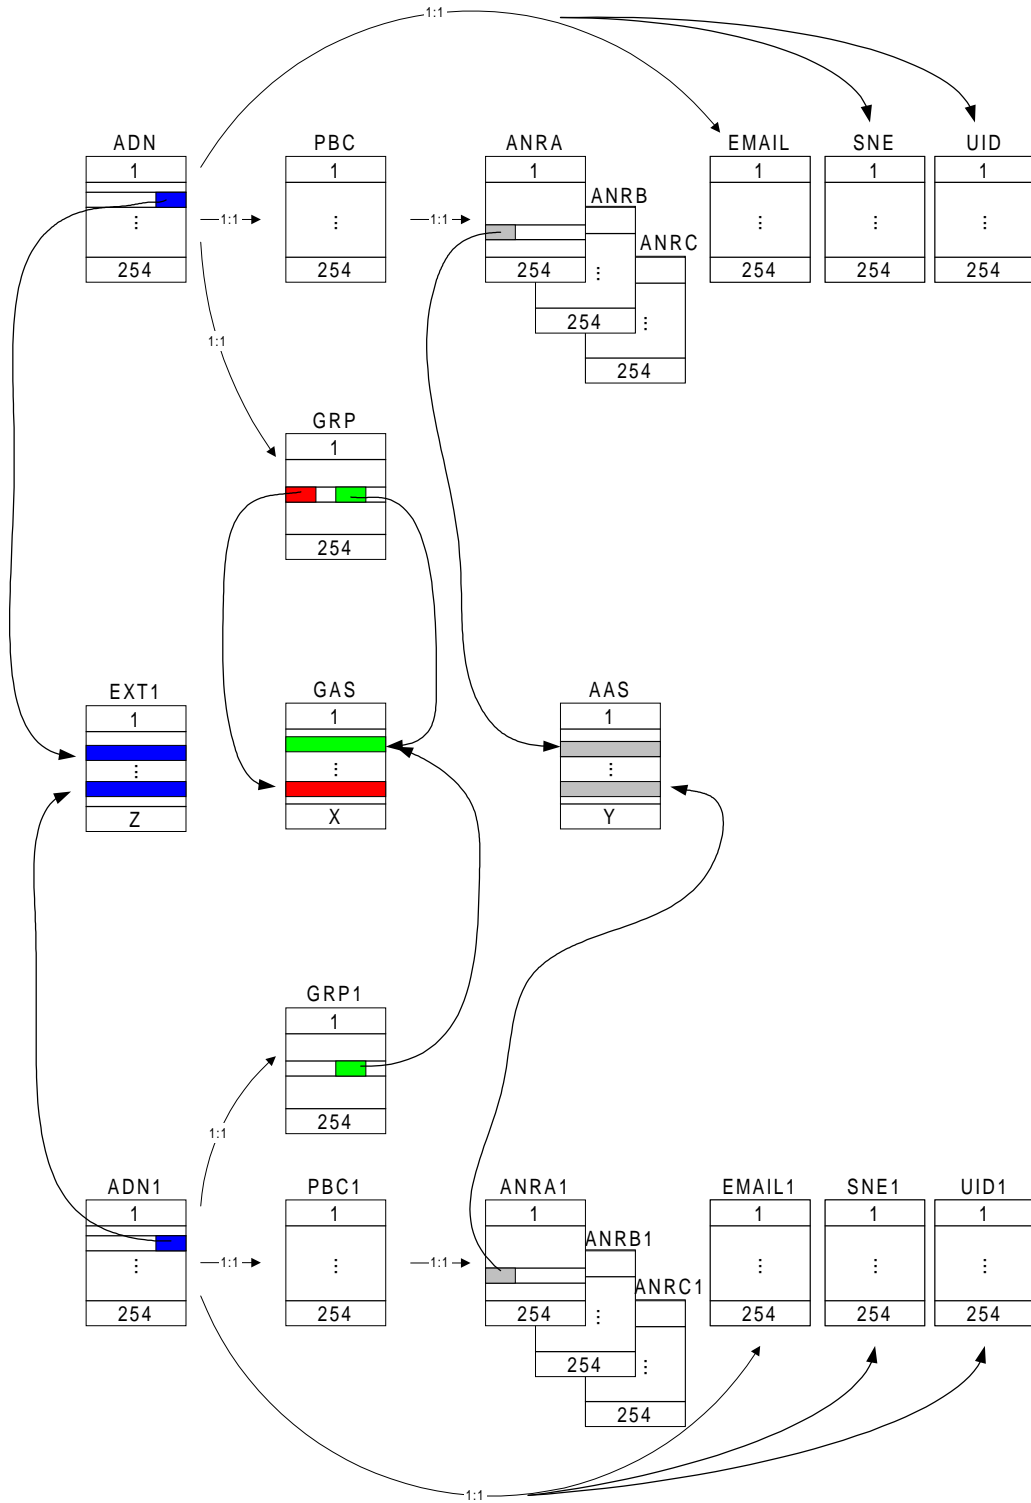 1:1
ADN
PBC
ANRA
EMAIL
SNE
UID
1
1
1
1
1
1
ANRB
⋮
1:1
⋮
1:1
⋮
⋮
⋮
ANRC
254
254
254
⋮
254
254
254
254
⋮
1:1
254
GRP
1
254
EXT1
GAS
AAS
1
1
1
⋮
⋮
⋮
Z
X
Y
GRP1
1
254
1:1
ADN1
PBC1
ANRA1
EMAIL1
SNE1
UID1
1
1
1
1
1
1
ANRB1
⋮
1:1
⋮
1:1
⋮
⋮
⋮
ANRC1
254
254
254
⋮
254
254
254
254
⋮
254
1:1